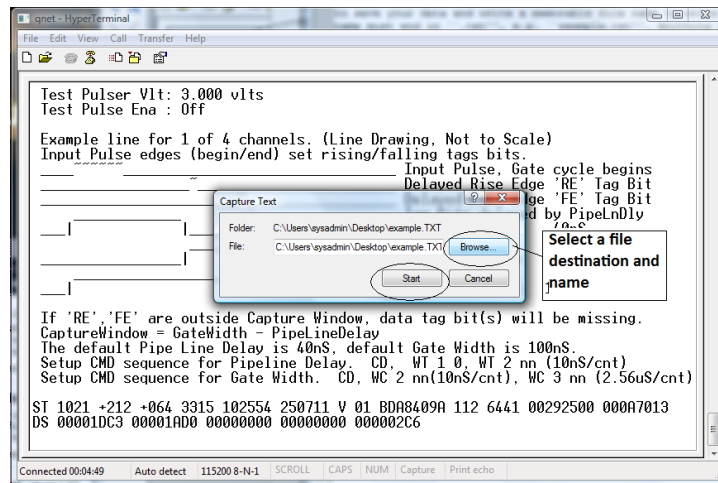 qnet - HyperTerminal
File Edit View Call Transfer Help
Test Pulser Vlt: 3.000 vlts
Test Pulse Ena : Off
Example line for 1 of 4 channels. (Line Drawing, Not to Scale)
Input Pulse edges (begin/end) set rising/falling tags bits.
Input Pulse, Gate cycle begins
Delayed Rise Edge 'RE' Tag Bit
Edge 'FE' Tag Bit
by PipeLnDly
Capture Text
Folder: C:\Users\sysadmin\Desktop\example.TXT
File: C:\Users\sysadmin\Desktop\example.TXT Browse...
Start Cancel
Select a file
destination and
name
If 'RE','FE' are outside Capture Window, data tag bit(s) will be missing.
CaptureWindow = GateWidth - PipeLineDelay
The default Pipe Line Delay is 40nS, default Gate Width is 100nS.
Setup CMD sequence for Pipeline Delay. CD, WT 1 0, WT 2 nn (10nS/cnt)
Setup CMD sequence for Gate Width. CD, WC 2 nn(10nS/cnt), WC 3 nn (2.56uS/cnt)
ST 1021 +212 +064 3315 102554 250711 V 01 BDA8409A 112 6441 00292500 000A7013
DS 00001DC3 00001AD0 00000000 00000000 000002C6
Connected 00:04:49 Auto detect 115200 8-N-1 SCROLL CAPS NUM Capture Print echo